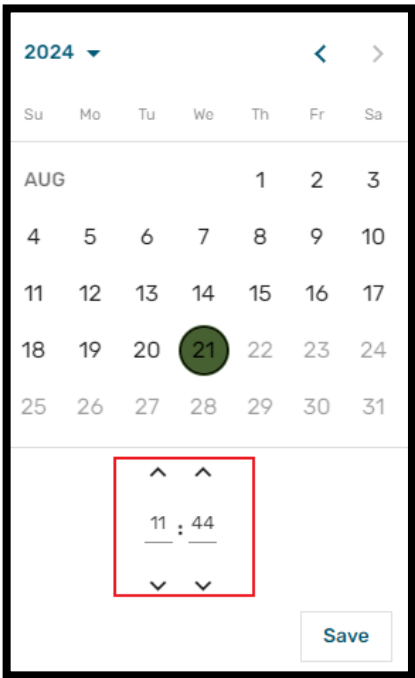 2024
Su Mo Tu We Th Fr Sa
AUG 1 2 3
4 5 6 7 8 9 10
11 12 13 14 15 16 17
18 19 20 21 22 23 24
25 26 27 28 29 30 31
11 : 44
Save